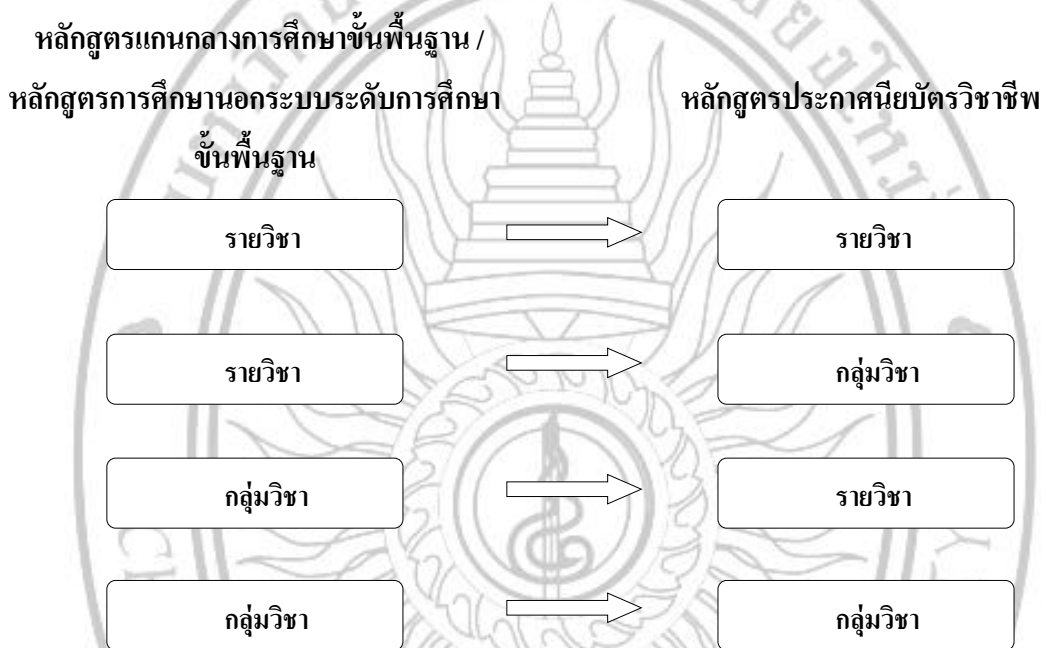 หลักสูตรแกนกลางการศึกษาขั้นพื้นฐาน /
หลักสูตรการศึกษานอกระบบระดับการศึกษา
ขั้นพื้นฐาน
หลักสูตรประกาศนียบัตรวิชาชีพ
รายวิชา
รายวิชา
รายวิชา
กลุ่มวิชา
กลุ่มวิชา
รายวิชา
กลุ่มวิชา
กลุ่มวิชา